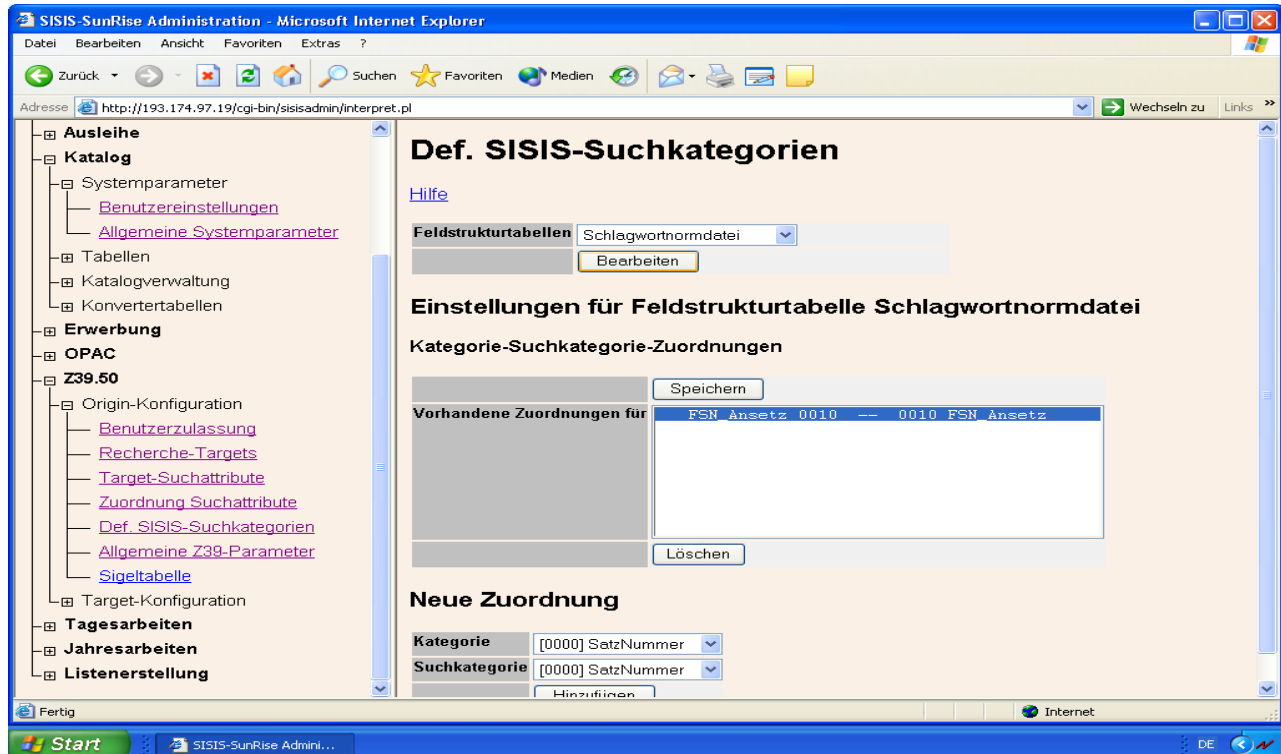 SISIS-SunRise Administration - Microsoft Internet Explorer
Datei Bearbeiten Ansicht Favoriten Extras ?
Zurück Suchen Favoriten Medien
Adresse http://193.174.97.19/cgi-bin/sisisadmin/interpret.pl Wechseln zu Links »
Ausleihe
Katalog
Systemparameter
Benutzereinstellungen
Allgemeine Systemparameter
Tabellen
Katalogverwaltung
Konvertertabellen
Erwerbung
OPAC
Z39.50
Origin-Konfiguration
Benutzerzulassung
Recherche-Targets
Target-Suchattribute
Zuordnung Suchattribute
Def. SISIS-Suchkategorien
Allgemeine Z39-Parameter
Sigeltabelle
Target-Konfiguration
Tagesarbeiten
Jahresarbeiten
Listenerstellung
Def. SISIS-Suchkategorien
Hilfe
Feldstrukturtabellen Schlagwortnormdatei
Bearbeiten
Einstellungen für Feldstrukturtabelle Schlagwortnormdatei
Kategorie-Suchkategorie-Zuordnungen
Speichern
Vorhandene Zuordnungen für FSN_Ansetz 0010 -- 0010 FSN_Ansetz
Löschen
Neue Zuordnung
Kategorie [0000] SatzNummer
Suchkategorie [0000] SatzNummer
Hinzufügen
Fertig Internet
Start SISIS-SunRise Admini... DE